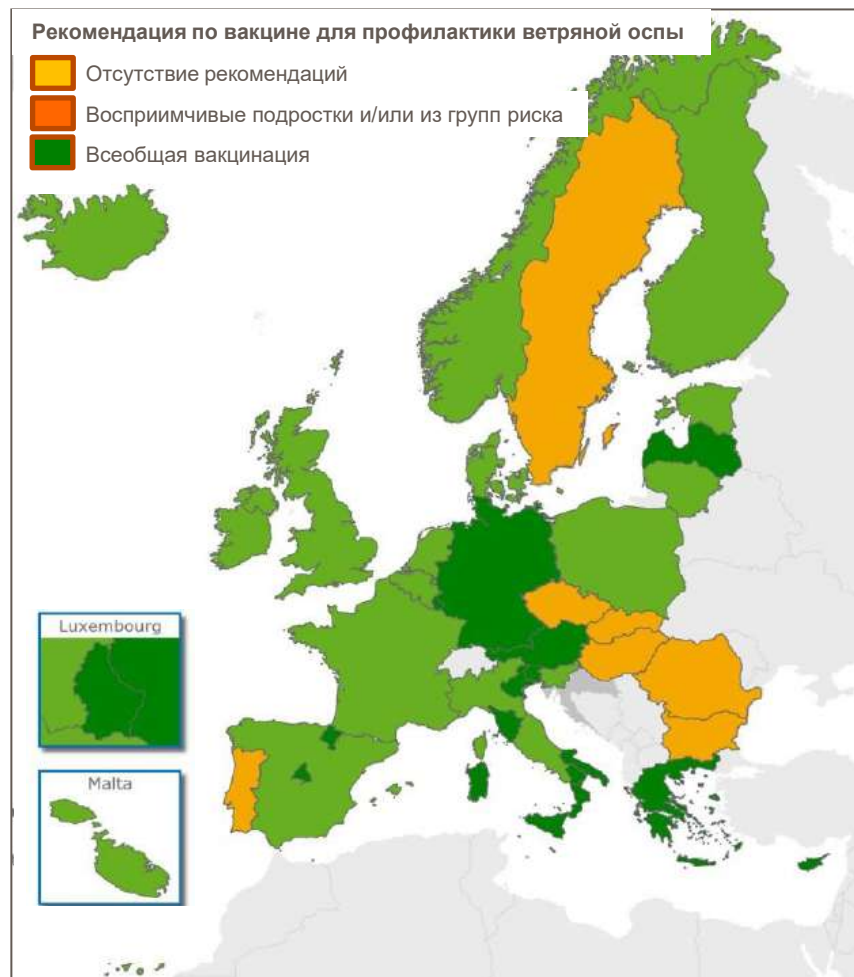 Рекомендация по вакцине для профилактики ветряной оспы
Отсутствие рекомендаций
Восприимчивые подростки и/или из групп риска
Всеобщая вакцинация
Luxembourg
Malta